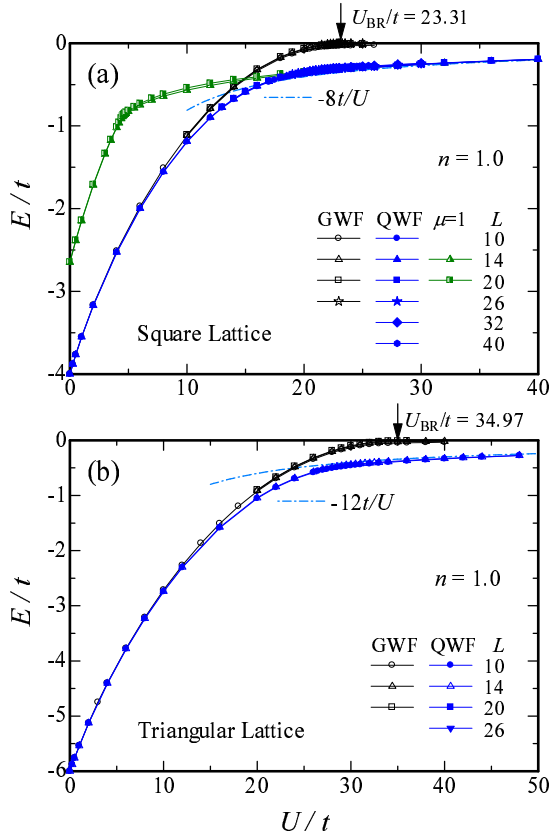 U_BR/t = 23.31
0
(a)
-8t/U
-1
n = 1.0
E / t
-2
GWF QWF μ=1 L
10
14
20
-3
26
32
Square Lattice
40
-4
0 10 20 30 40
U_BR/t = 34.97
0
(b)
-1
-12t/U
-2
n = 1.0
E / t
-3
GWF QWF L
10
-4
14
20
-5
26
Triangular Lattice
-6
0 10 20 30 40 50
U / t